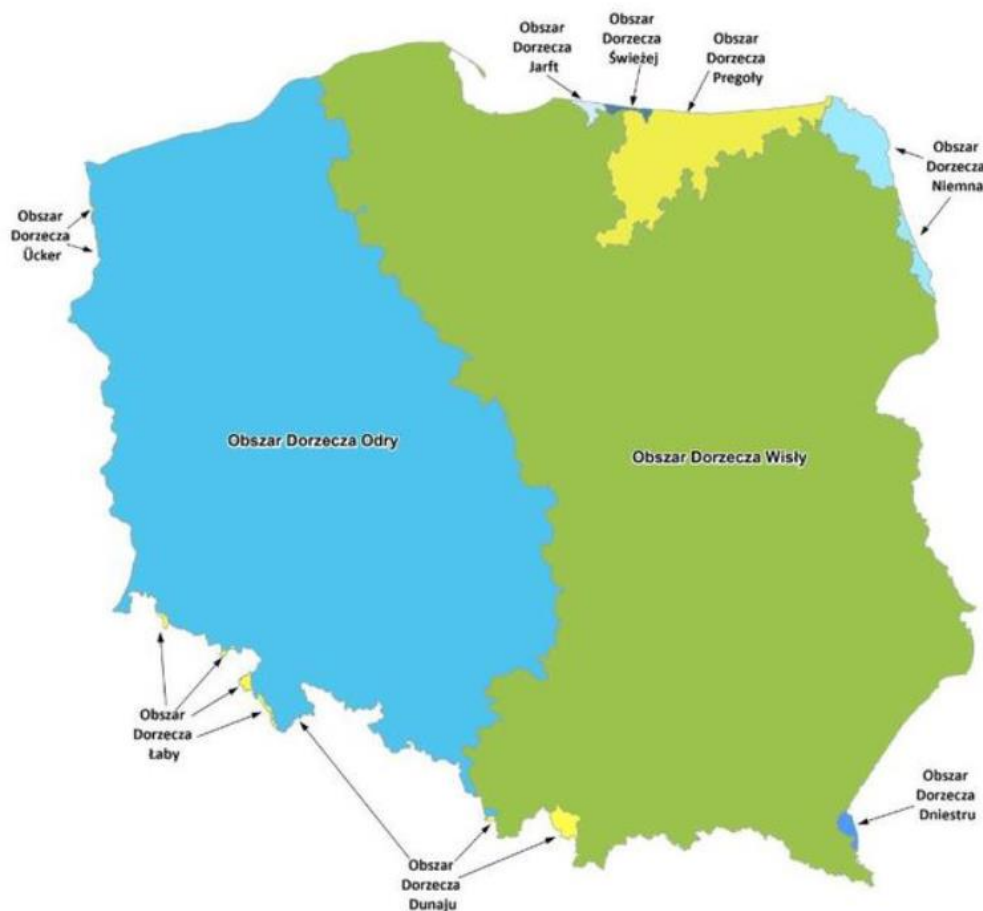 Obszar
Dorzecza
Jarft
Obszar
Dorzecza
Świeżej
Obszar
Dorzecza
Pregoły
Obszar
Dorzecza
Niemna
Obszar
Dorzecza
Ücker
Obszar Dorzecza Odry
Obszar Dorzecza Wisły
Obszar
Dorzecza
Łaby
Obszar
Dorzecza
Dunaju
Obszar
Dorzecza
Dniestru